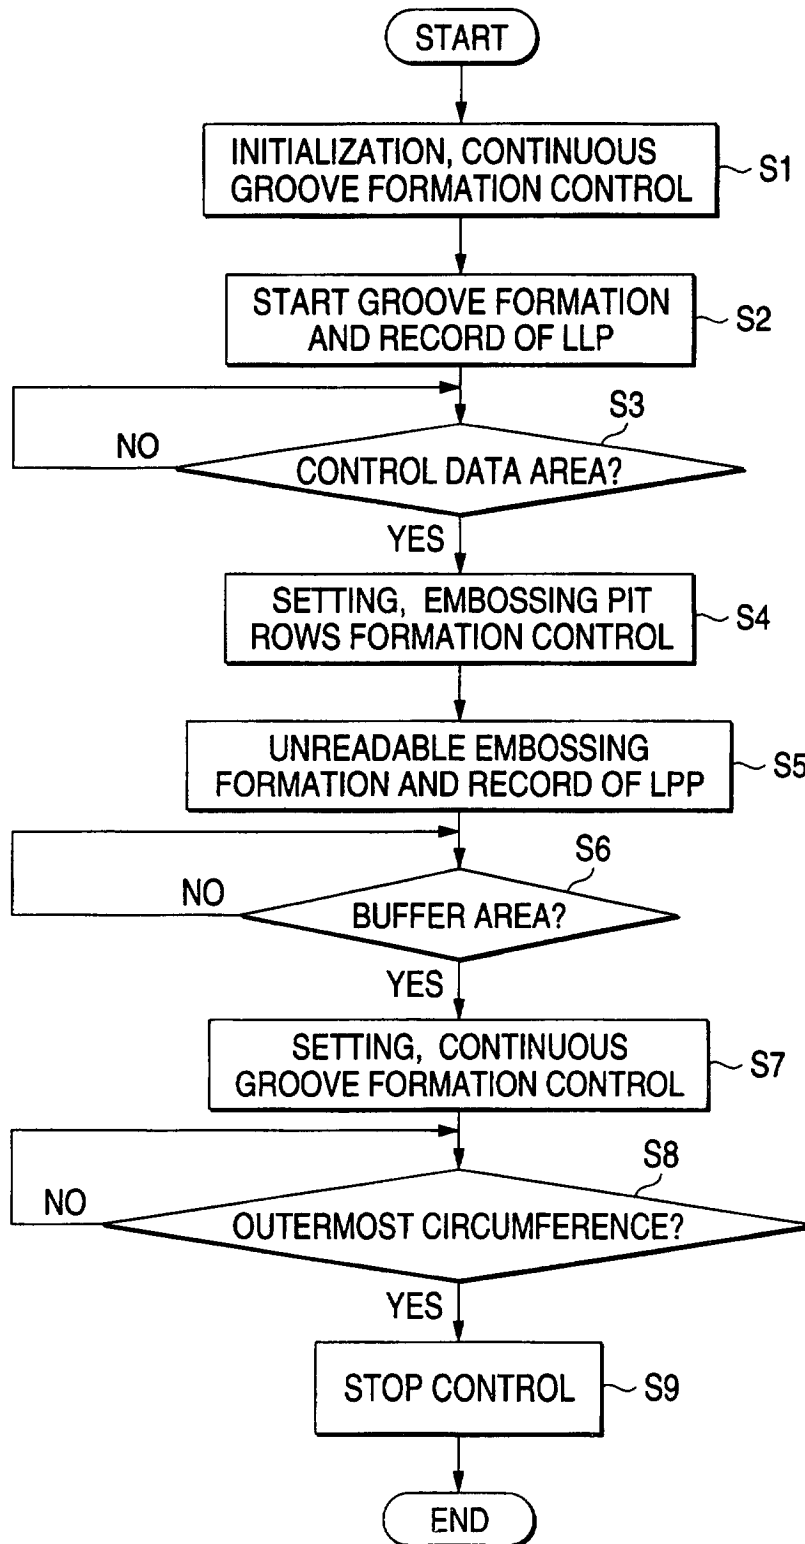 START
INITIALIZATION, CONTINUOUS
GROOVE FORMATION CONTROL
S1
START GROOVE FORMATION
AND RECORD OF LLP
S2
S3
NO
CONTROL DATA AREA?
YES
SETTING, EMBOSSING PIT
ROWS FORMATION CONTROL
S4
UNREADABLE EMBOSSING
FORMATION AND RECORD OF LPP
S5
S6
NO
BUFFER AREA?
YES
SETTING, CONTINUOUS
GROOVE FORMATION CONTROL
S7
S8
NO
OUTERMOST CIRCUMFERENCE?
YES
STOP CONTROL
S9
END